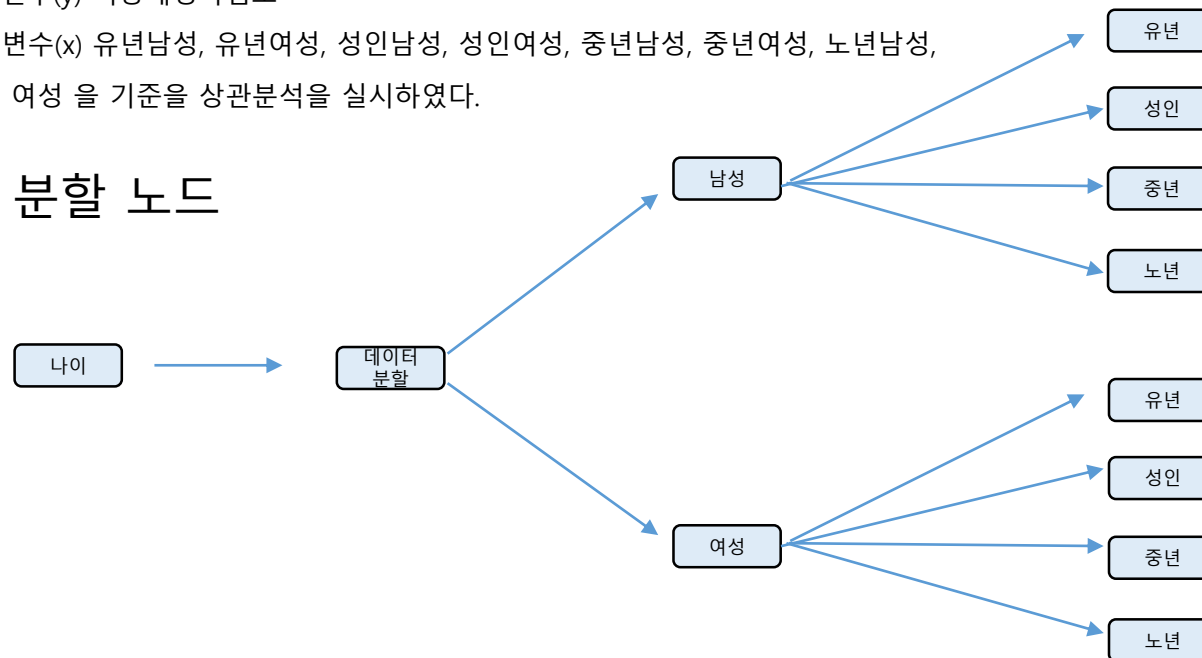 변수(x) 유년남성, 유년여성, 성인남성, 성인여성, 중년남성, 중년여성, 노년남성,
여성 을 기준을 상관분석을 실시하였다.
분할 노드
유년
성인
남성
중년
노년
나이
데이터
분할
유년
성인
여성
중년
노년